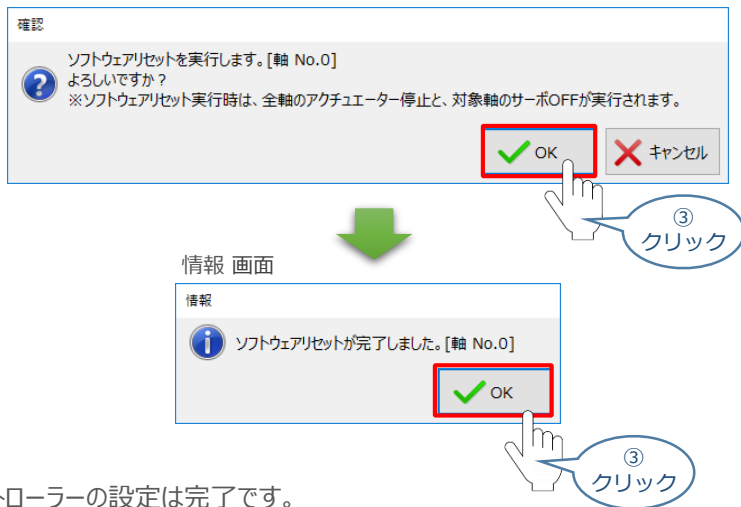 確認
ソフトウェアリセットを実行します。[軸 No.0]
よろしいですか?
※ソフトウェアリセット実行時は、全軸のアクチュエーター停止と、対象軸のサーボOFFが実行されます。
OK
キャンセル
③
クリック
情報 画面
情報
ソフトウェアリセットが完了しました。[軸 No.0]
OK
③
クリック
トローラーの設定は完了です。